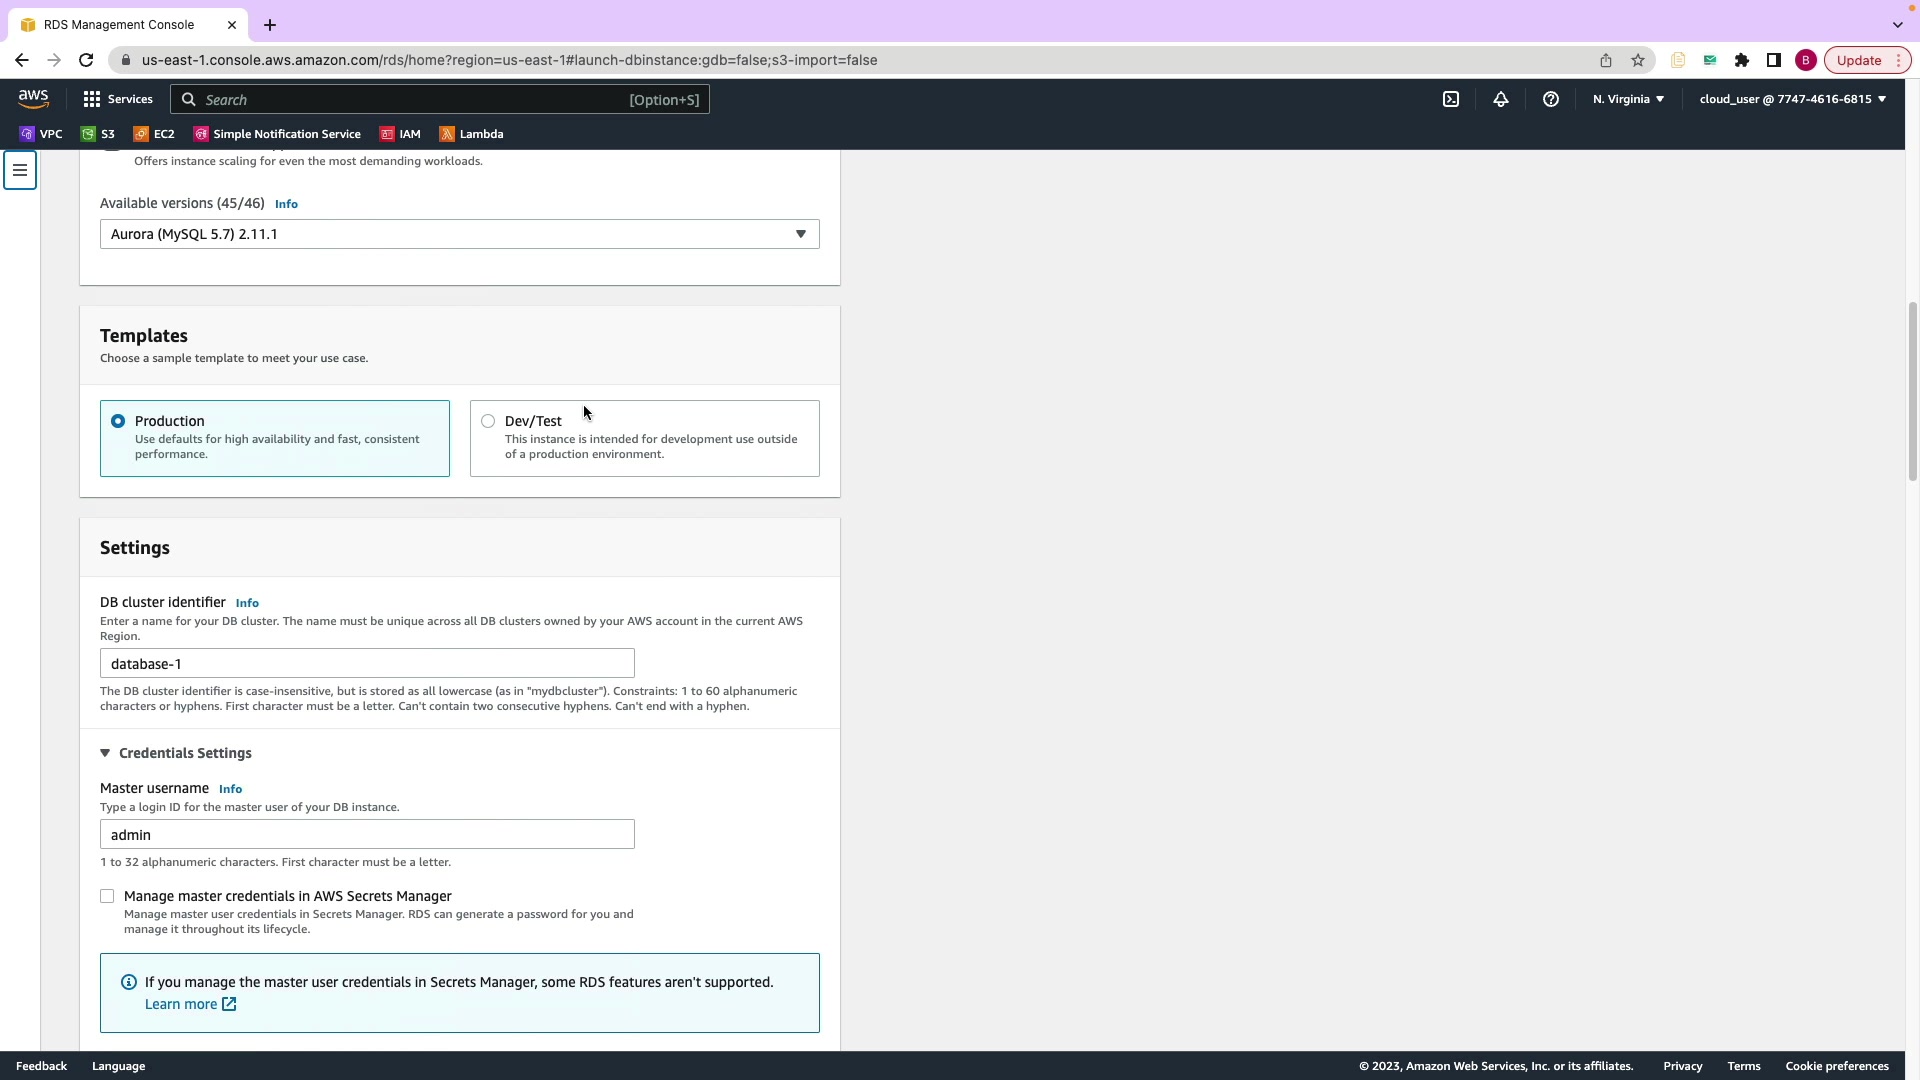 RDS Management Console
us-east-1.console.aws.amazon.com/rds/home?region=us-east-1#launch-dbinstance:gdb=false;s3-import=false
B
Update
aws
Services
Search
[Option+S]
N. Virginia
cloud_user @ 7747-4616-6815
VPC
S3
EC2
Simple Notification Service
IAM
Lambda
Offers instance scaling for even the most demanding workloads.
Available versions (45/46) Info
Aurora (MySQL 5.7) 2.11.1
Templates
Choose a sample template to meet your use case.
Production
Use defaults for high availability and fast, consistent
performance.
Dev/Test
This instance is intended for development use outside
of a production environment.
Settings
DB cluster identifier Info
Enter a name for your DB cluster. The name must be unique across all DB clusters owned by your AWS account in the current AWS
Region.
database-1
The DB cluster identifier is case-insensitive, but is stored as all lowercase (as in "mydbcluster"). Constraints: 1 to 60 alphanumeric
characters or hyphens. First character must be a letter. Can't contain two consecutive hyphens. Can't end with a hyphen.
Credentials Settings
Master username Info
Type a login ID for the master user of your DB instance.
admin
1 to 32 alphanumeric characters. First character must be a letter.
Manage master credentials in AWS Secrets Manager
Manage master user credentials in Secrets Manager. RDS can generate a password for you and
manage it throughout its lifecycle.
If you manage the master user credentials in Secrets Manager, some RDS features aren't supported.
Learn more
Feedback
Language
© 2023, Amazon Web Services, Inc. or its affiliates.
Privacy
Terms
Cookie preferences